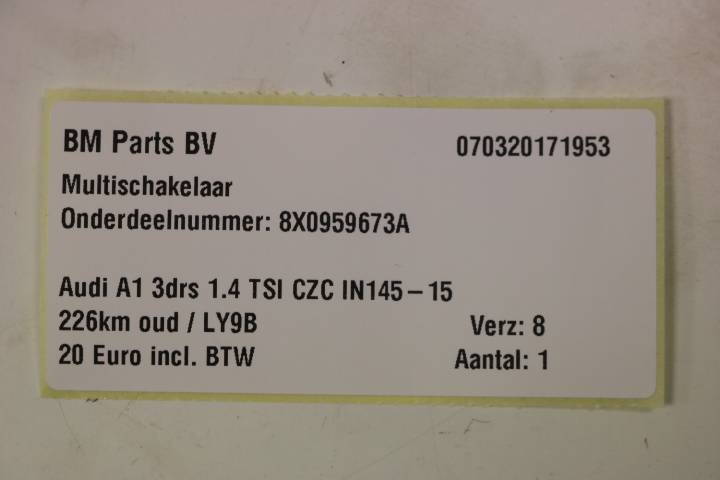 BM Parts BV 070320171953
Multischakelaar
Onderdeelnummer: 8X0959673A
Audi A1 3drs 1.4 TSI CZC IN145-15
226km oud / LY9B Verz: 8
20 Euro incl. BTW Aantal: 1